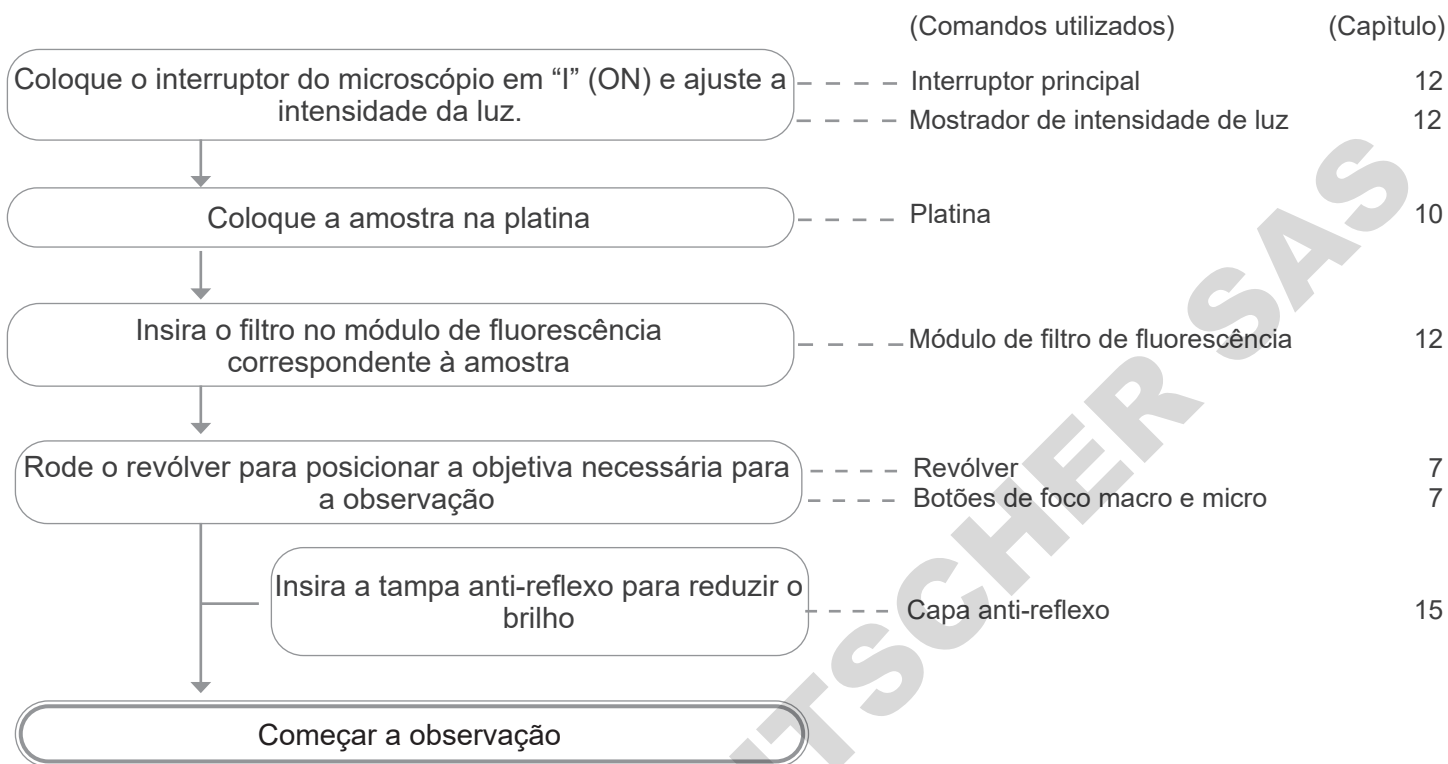 (Comandos utilizados) (Capìtulo)
Coloque o interruptor do microscópio em “I” (ON) e ajuste a Interruptor principal 12
intensidade da luz. Mostrador de intensidade de luz 12
Coloque a amostra na platina Platina 10
Insira o filtro no módulo de fluorescência
correspondente à amostra Módulo de filtro de fluorescência 12
Rode o revólver para posicionar a objetiva necessária para Revólver 7
a observação Botões de foco macro e micro 7
Insira a tampa anti-reflexo para reduzir o
brilho Capa anti-reflexo 15
Começar a observação
SAS